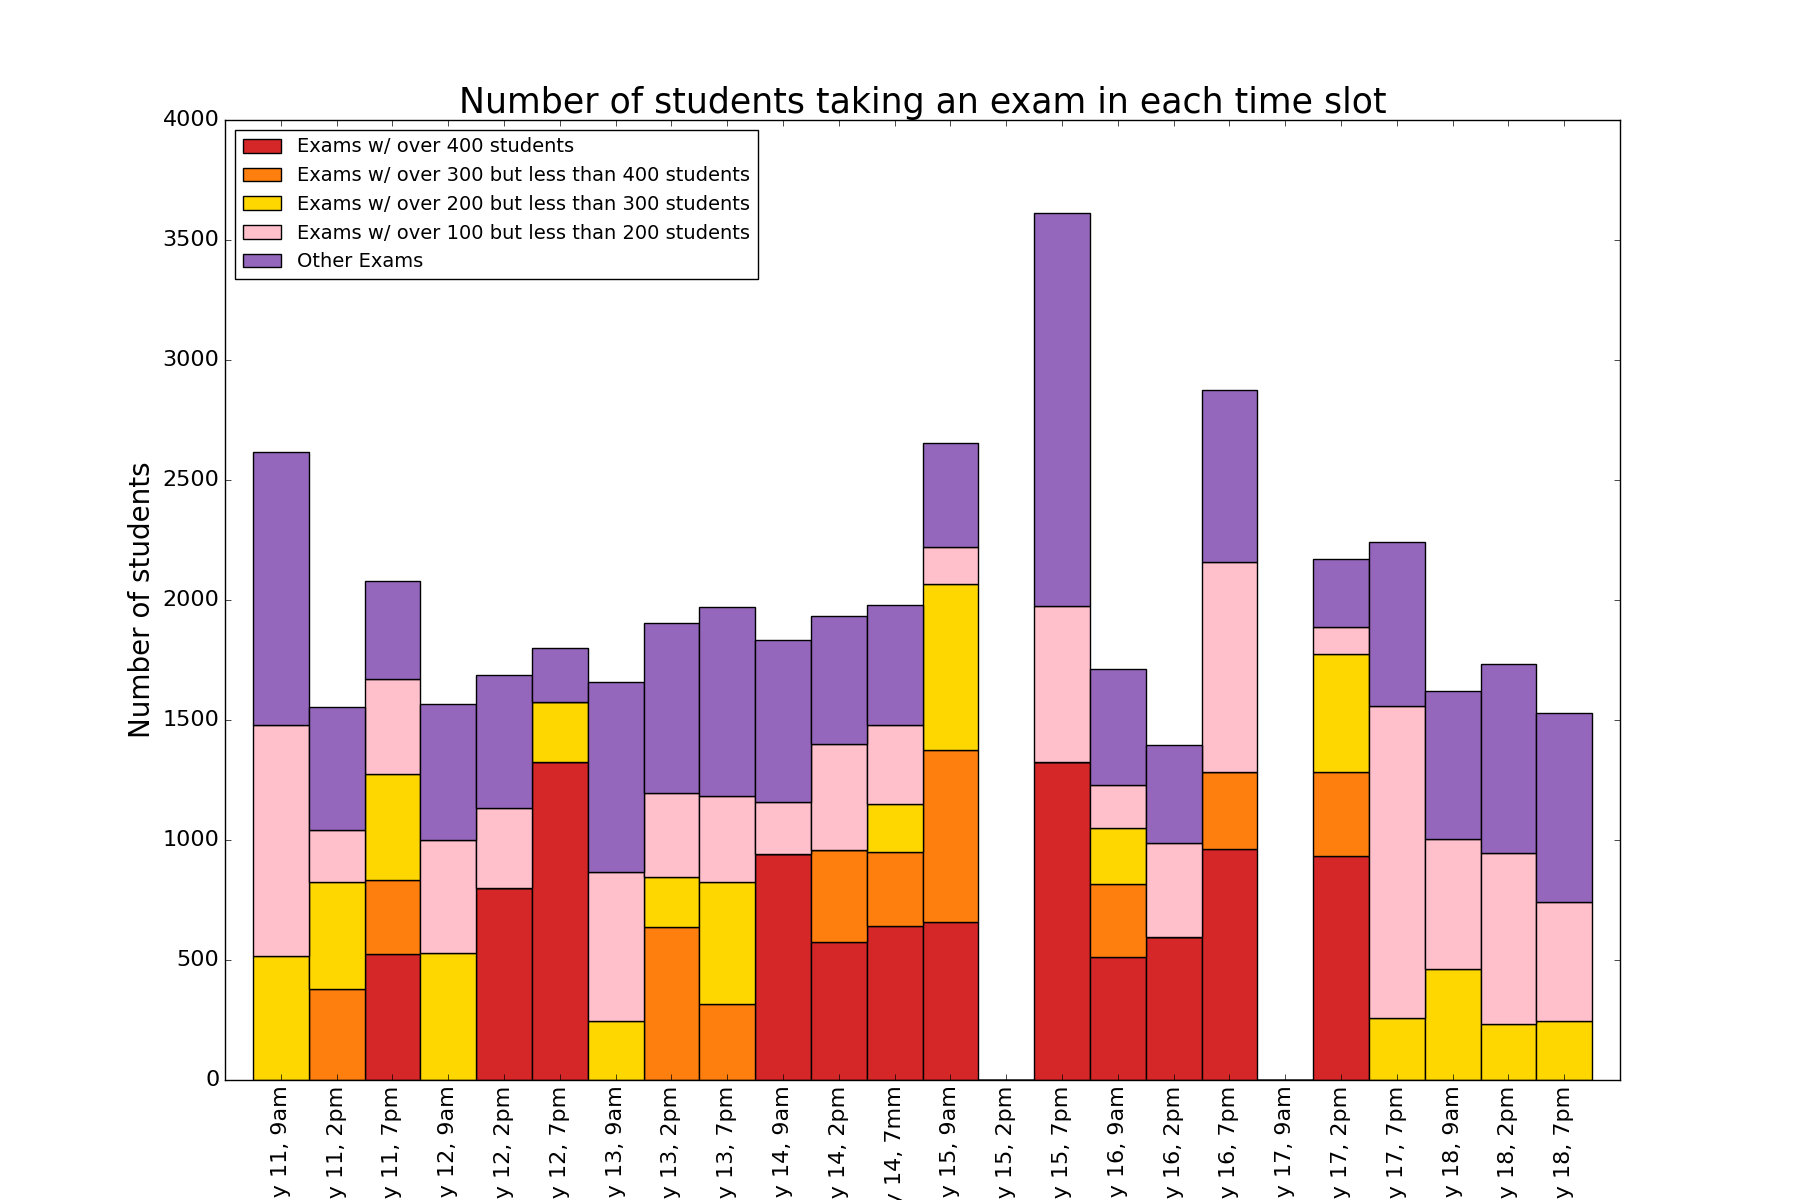 Number of students taking an exam in each time slot
Exams w/ over 400 students
Exams w/ over 300 but less than 400 students
Exams w/ over 200 but less than 300 students
Exams w/ over 100 but less than 200 students
Other Exams
Number of students
4000
3500
3000
2500
2000
1500
1000
500
0
y 11, 9am
y 11, 2pm
y 11, 7pm
y 12, 9am
y 12, 2pm
y 12, 7pm
y 13, 9am
y 13, 2pm
y 13, 7pm
y 14, 9am
y 14, 2pm
y 14, 7mm
y 15, 9am
y 15, 2pm
y 15, 7pm
y 16, 9am
y 16, 2pm
y 16, 7pm
y 17, 9am
y 17, 2pm
y 17, 7pm
y 18, 9am
y 18, 2pm
y 18, 7pm